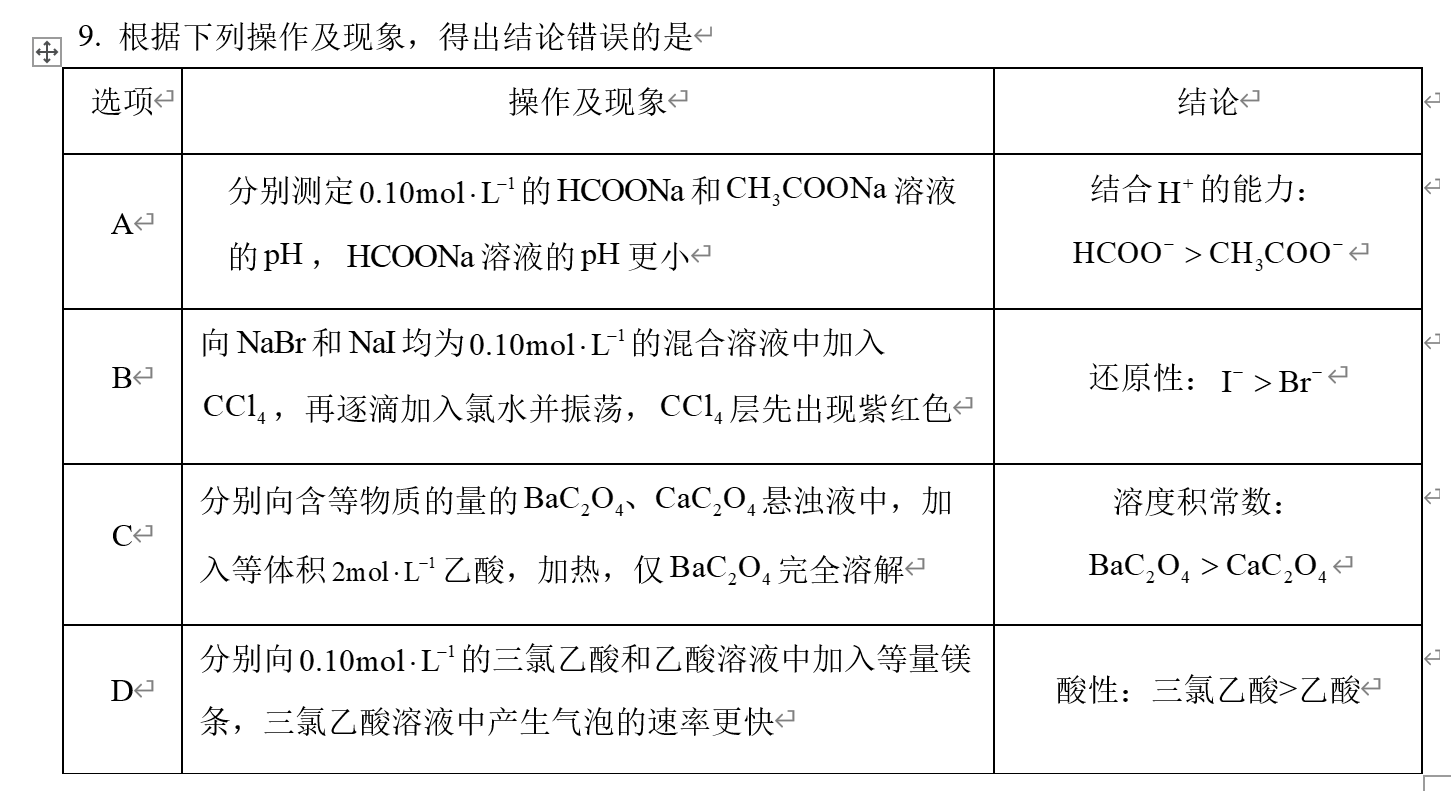 9. 根据下列操作及现象，得出结论错误的是↵
选项↵ 操作及现象↵ 结论↵
A↵
分别测定0.10mol·L⁻¹的HCOONa和CH₃COONa溶液
的pH，HCOONa溶液的pH更小↵
结合H⁺的能力：
HCOO⁻＞CH₃COO⁻↵
B↵
向NaBr和NaI均为0.10mol·L⁻¹的混合溶液中加入
CCl₄，再逐滴加入氯水并振荡，CCl₄层先出现紫红色↵
还原性：I⁻＞Br⁻↵
C↵
分别向含等物质的量的BaC₂O₄、CaC₂O₄悬浊液中，加
入等体积2mol·L⁻¹乙酸，加热，仅BaC₂O₄完全溶解↵
溶度积常数：
BaC₂O₄＞CaC₂O₄↵
D↵
分别向0.10mol·L⁻¹的三氯乙酸和乙酸溶液中加入等量镁
条，三氯乙酸溶液中产生气泡的速率更快↵
酸性：三氯乙酸>乙酸↵